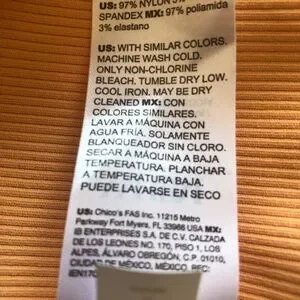 US: 97% NYLON 3%
SPANDEX MX: 97% poliamida
3% elastano
US: WITH SIMILAR COLORS.
MACHINE WASH COLD.
ONLY NON-CHLORINE
BLEACH. TUMBLE DRY LOW.
COOL IRON. MAY BE DRY
CLEANED MX: CON
COLORES SIMILARES.
LAVAR A MÁQUINA CON
AGUA FRÍA. SOLAMENTE
BLANQUEADOR SIN CLORO.
SECAR A MÁQUINA A BAJA
TEMPERATURA. PLANCHAR
A TEMPERATURA BAJA.
PUEDE LAVARSE EN SECO
US: Chico's FAS Inc. 11215 Metro
Parkway Fort Myers, FL 33966 USA MX:
IB ENTERPRISES S.A. DE C.V. CALZADA
DE LOS LEONES NO. 170, PISO 1, LOS
ALPES, ÁLVARO OBREGÓN, C.P. 01010,
CIUDAD DE MÉXICO, MÉXICO. RFC: